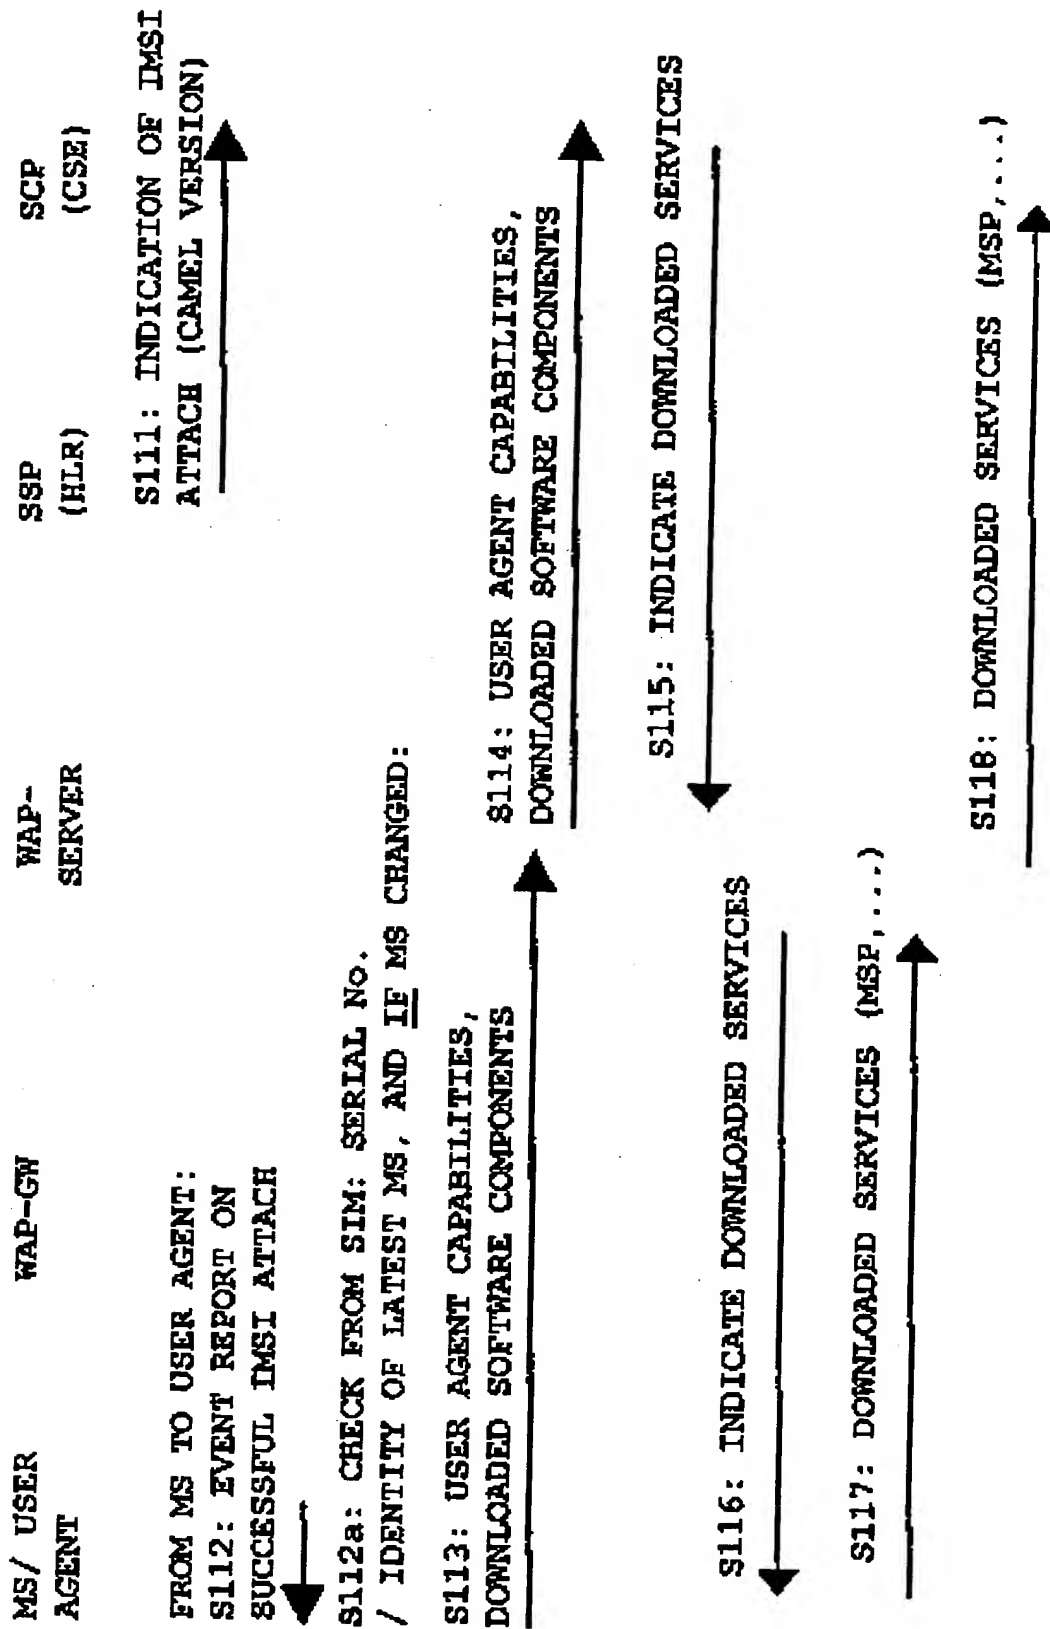 MS/ USER
AGENT
WAP-GW
WAP-
SERVER
SSP
(HLR)
SCP
(CSE)
S111: INDICATION OF IMSI
ATTACH (CAMEL VERSION)
FROM MS TO USER AGENT:
S112: EVENT REPORT ON
SUCCESSFUL IMSI ATTACH
S112a: CHECK FROM SIM: SERIAL No.
/ IDENTITY OF LATEST MS, AND IF MS CHANGED:
S113: USER AGENT CAPABILITIES,
DOWNLOADED SOFTWARE COMPONENTS
S114: USER AGENT CAPABILITIES,
DOWNLOADED SOFTWARE COMPONENTS
S115: INDICATE DOWNLOADED SERVICES
S116: INDICATE DOWNLOADED SERVICES
S117: DOWNLOADED SERVICES (MSP,...)
S118: DOWNLOADED SERVICES (MSP,...)